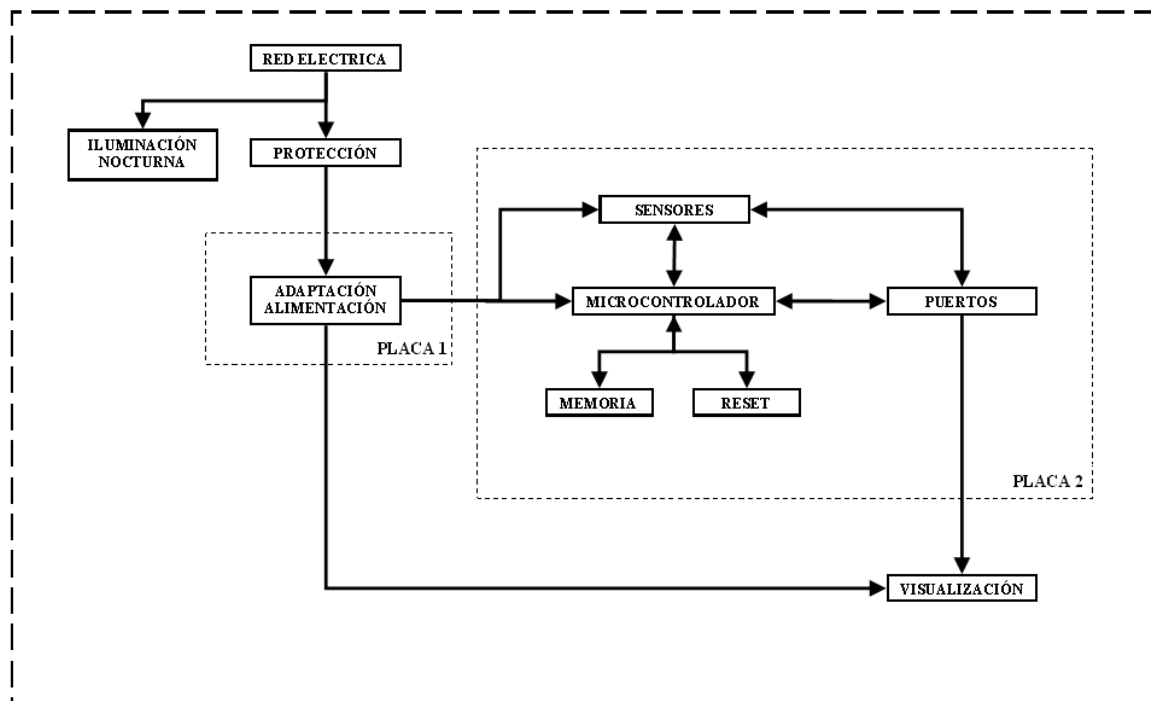 RED ELECTRICA
ILUMINACIÓN
NOCTURNA
PROTECCIÓN
SENSORES
ADAPTACIÓN
ALIMENTACIÓN
MICROCONTROLADOR
PUERTOS
PLACA 1
MEMORIA
RESET
PLACA 2
VISUALIZACIÓN